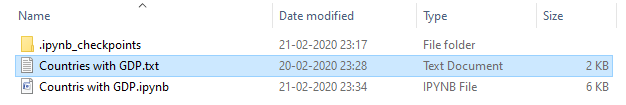 Name Date modified Type Size
.ipynb_checkpoints 21-02-2020 23:17 File folder
Countries with GDP.txt 20-02-2020 23:28 Text Document 2 KB
Countris with GDP.ipynb 21-02-2020 23:34 IPYNB File 6 KB